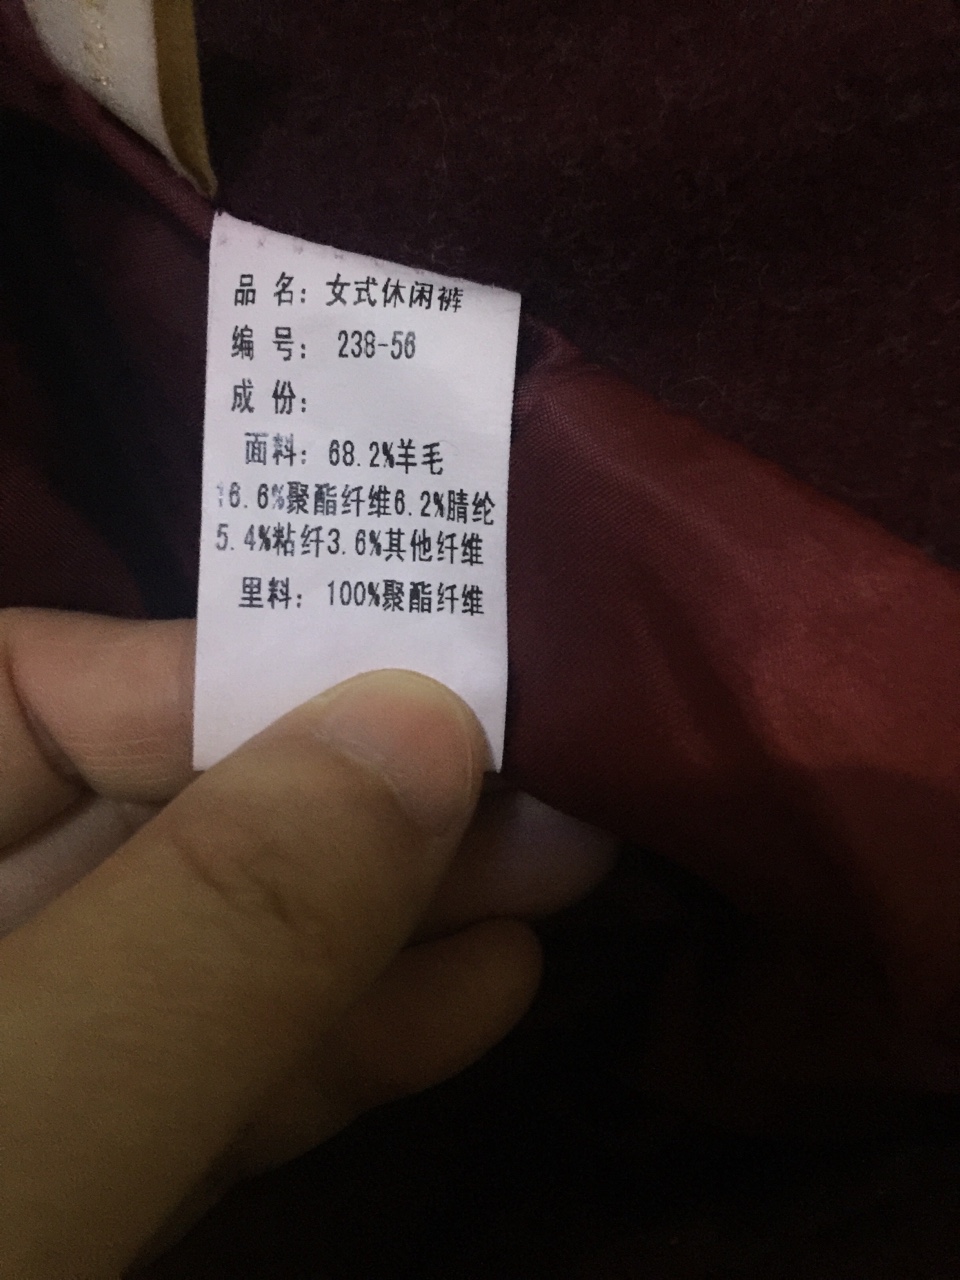 品 名：女式休闲裤
编 号： 238-56
成 份：
面料：68.2%羊毛
16.6%聚酯纤维6.2%腈纶
5.4%粘纤3.6%其他纤维
里料：100%聚酯纤维